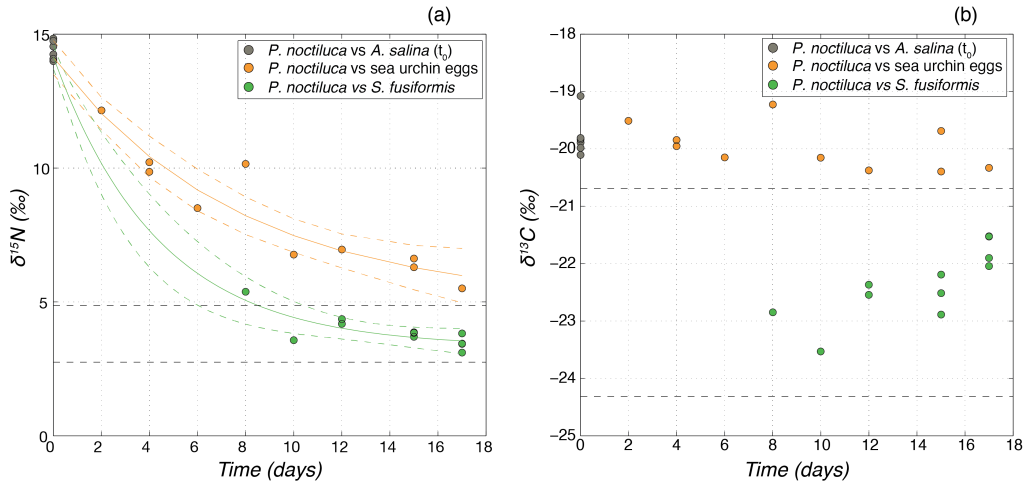 (a)
15
10
5
0
δ¹⁵N (‰)
P. noctiluca vs A. salina (t₀)
P. noctiluca vs sea urchin eggs
P. noctiluca vs S. fusiformis
0 2 4 6 8 10 12 14 16 18
Time (days)
(b)
−18
−19
−20
−21
−22
−23
−24
−25
δ¹³C (‰)
P. noctiluca vs A. salina (t₀)
P. noctiluca vs sea urchin eggs
P. noctiluca vs S. fusiformis
0 2 4 6 8 10 12 14 16 18
Time (days)